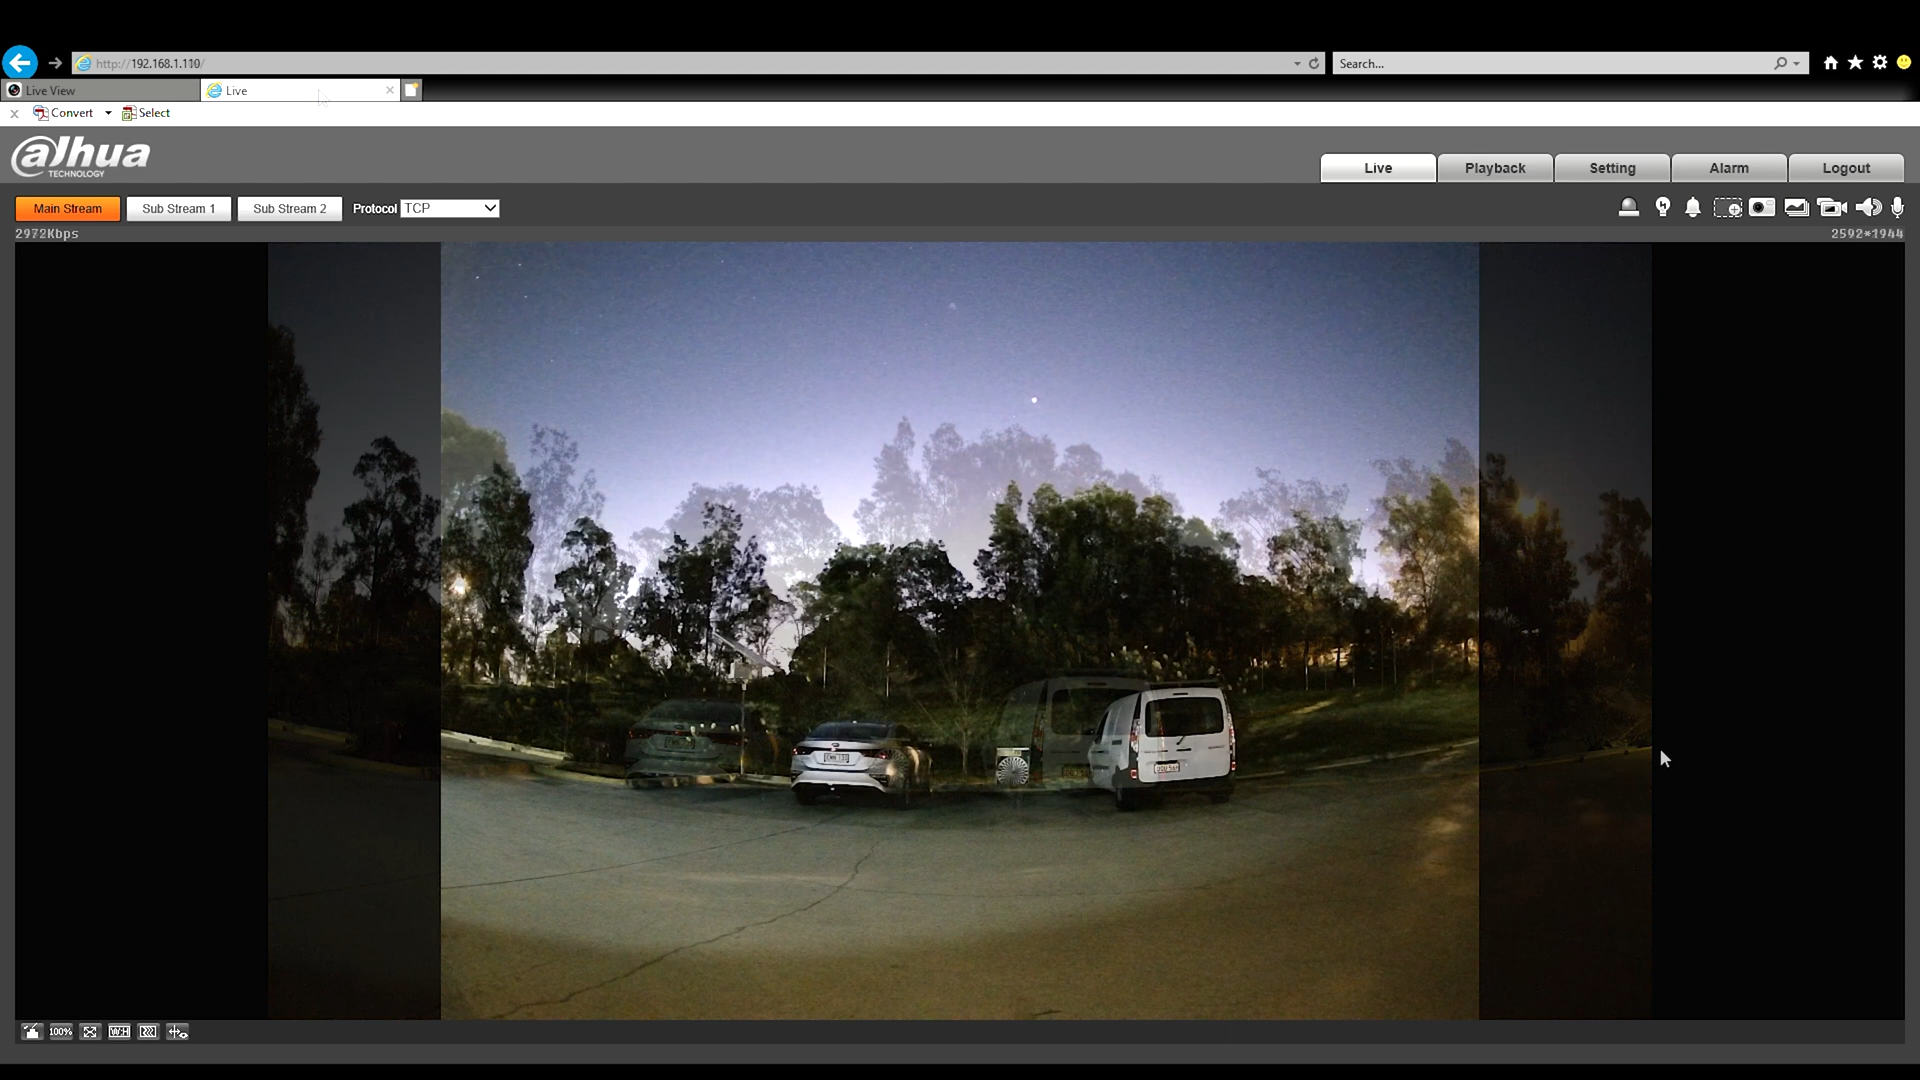 http://192.168.1.110/
Search...
Live View
Live
Convert
Select
alhua
TECHNOLOGY
Live
Playback
Setting
Alarm
Logout
Main Stream
Sub Stream 1
Sub Stream 2
Protocol
TCP
2972Kbps
2592*1944
100%
W:H